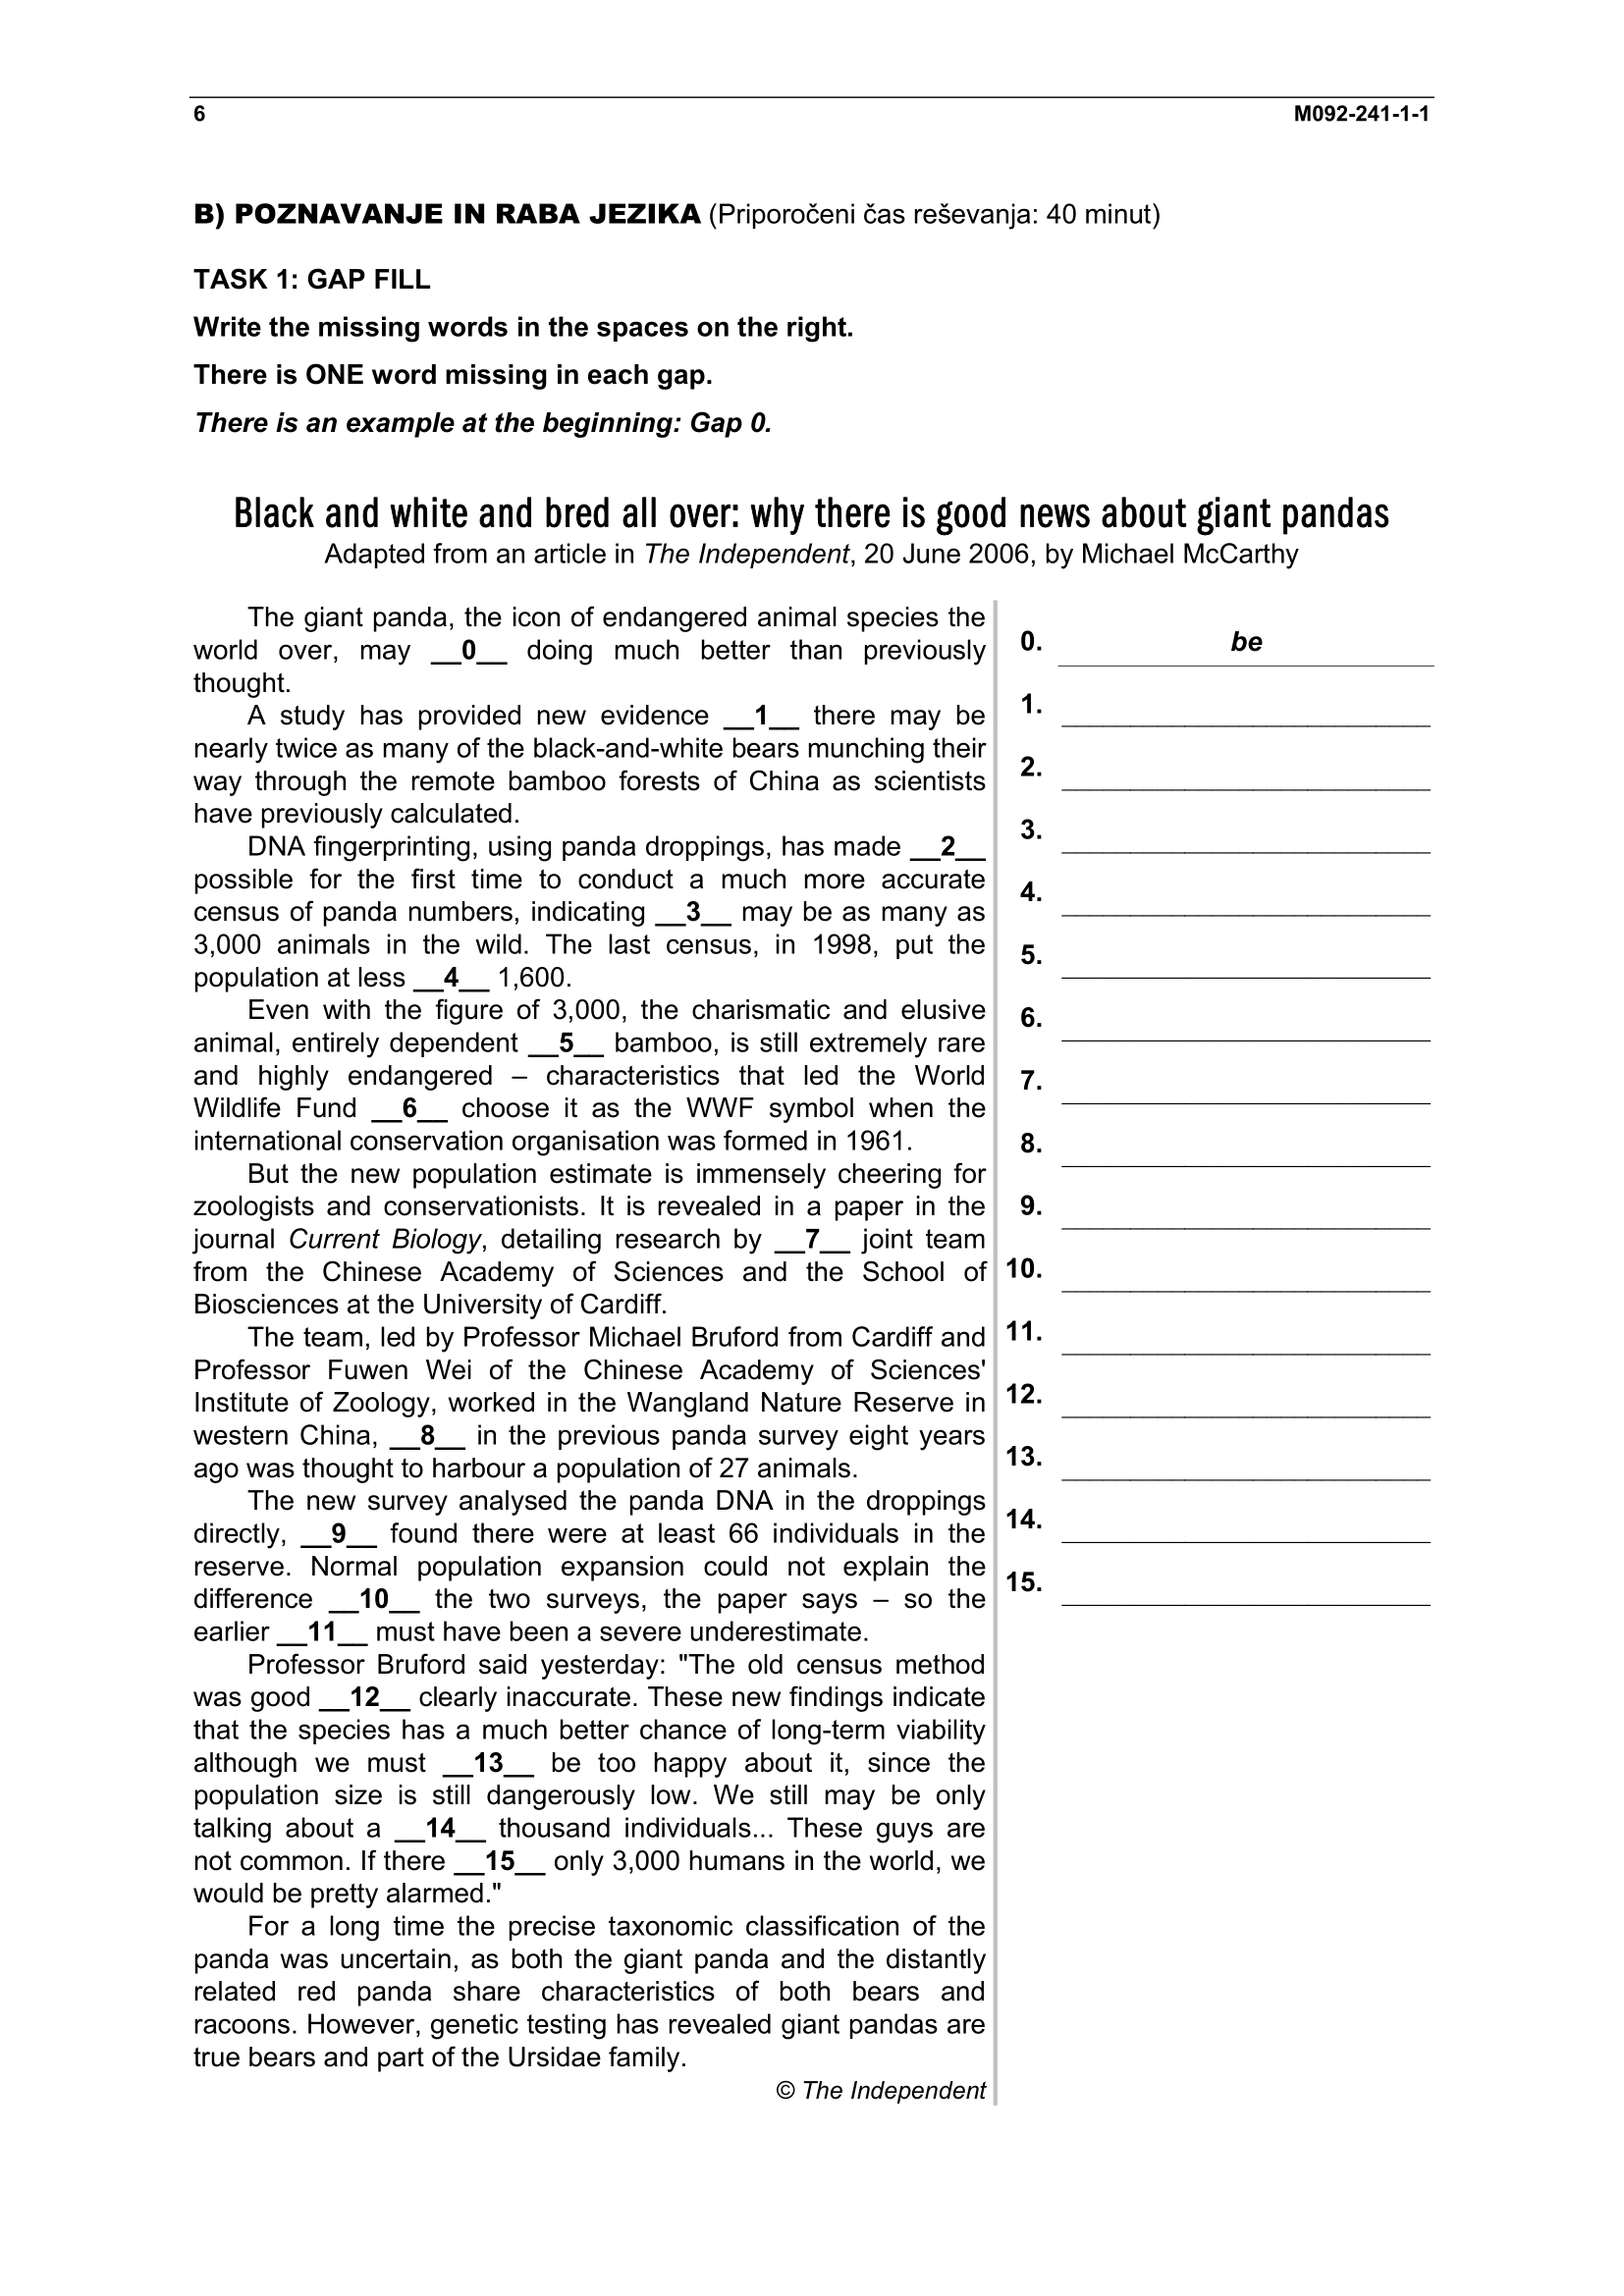 6 M092-241-1-1
B) POZNAVANJE IN RABA JEZIKA (Priporočeni čas reševanja: 40 minut)
TASK 1: GAP FILL
Write the missing words in the spaces on the right.
There is ONE word missing in each gap.
There is an example at the beginning: Gap 0.
Black and white and bred all over: why there is good news about giant pandas
Adapted from an article in The Independent, 20 June 2006, by Michael McCarthy
The giant panda, the icon of endangered animal species the
world over, may __0__ doing much better than previously
thought.
A study has provided new evidence __1__ there may be
nearly twice as many of the black-and-white bears munching their
way through the remote bamboo forests of China as scientists
have previously calculated.
DNA fingerprinting, using panda droppings, has made __2__
possible for the first time to conduct a much more accurate
census of panda numbers, indicating __3__ may be as many as
3,000 animals in the wild. The last census, in 1998, put the
population at less __4__ 1,600.
Even with the figure of 3,000, the charismatic and elusive
animal, entirely dependent __5__ bamboo, is still extremely rare
and highly endangered – characteristics that led the World
Wildlife Fund __6__ choose it as the WWF symbol when the
international conservation organisation was formed in 1961.
But the new population estimate is immensely cheering for
zoologists and conservationists. It is revealed in a paper in the
journal Current Biology, detailing research by __7__ joint team
from the Chinese Academy of Sciences and the School of
Biosciences at the University of Cardiff.
The team, led by Professor Michael Bruford from Cardiff and
Professor Fuwen Wei of the Chinese Academy of Sciences'
Institute of Zoology, worked in the Wangland Nature Reserve in
western China, __8__ in the previous panda survey eight years
ago was thought to harbour a population of 27 animals.
The new survey analysed the panda DNA in the droppings
directly, __9__ found there were at least 66 individuals in the
reserve. Normal population expansion could not explain the
difference __10__ the two surveys, the paper says – so the
earlier __11__ must have been a severe underestimate.
Professor Bruford said yesterday: "The old census method
was good __12__ clearly inaccurate. These new findings indicate
that the species has a much better chance of long-term viability
although we must __13__ be too happy about it, since the
population size is still dangerously low. We still may be only
talking about a __14__ thousand individuals... These guys are
not common. If there __15__ only 3,000 humans in the world, we
would be pretty alarmed."
For a long time the precise taxonomic classification of the
panda was uncertain, as both the giant panda and the distantly
related red panda share characteristics of both bears and
racoons. However, genetic testing has revealed giant pandas are
true bears and part of the Ursidae family.
© The Independent
0. be
1.
2.
3.
4.
5.
6.
7.
8.
9.
10.
11.
12.
13.
14.
15.